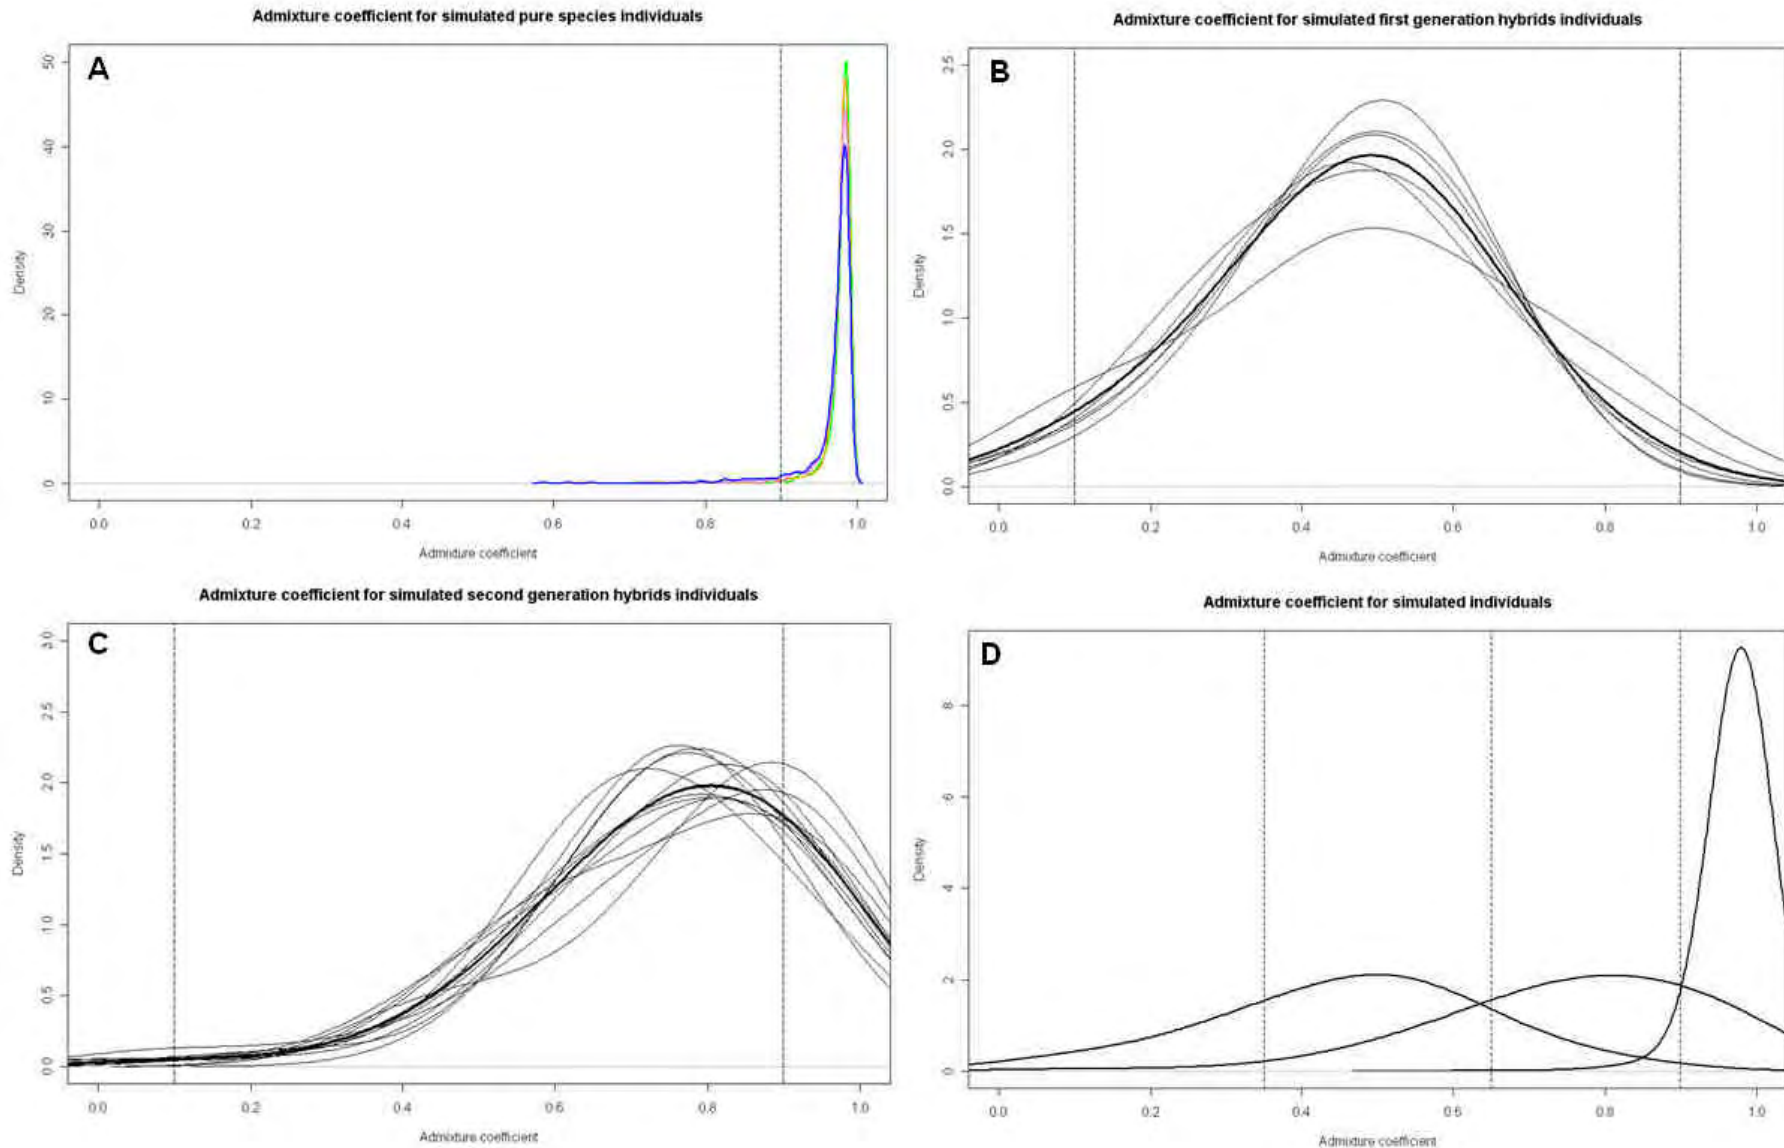 Admixture coefficient for simulated pure species individuals
A
50
40
30
20
10
0
Density
0.0 0.2 0.4 0.6 0.8 1.0
Admixture coefficient
Admixture coefficient for simulated first generation hybrids individuals
B
2.5
2.0
1.5
1.0
0.5
0.0
Density
0.0 0.2 0.4 0.6 0.8 1.0
Admixture coefficient
Admixture coefficient for simulated second generation hybrids individuals
C
3.0
2.5
2.0
1.5
1.0
0.5
0.0
Density
0.0 0.2 0.4 0.6 0.8 1.0
Admixture coefficient
Admixture coefficient for simulated individuals
D
8
6
4
2
0
Density
0.0 0.2 0.4 0.6 0.8 1.0
Admixture coefficient